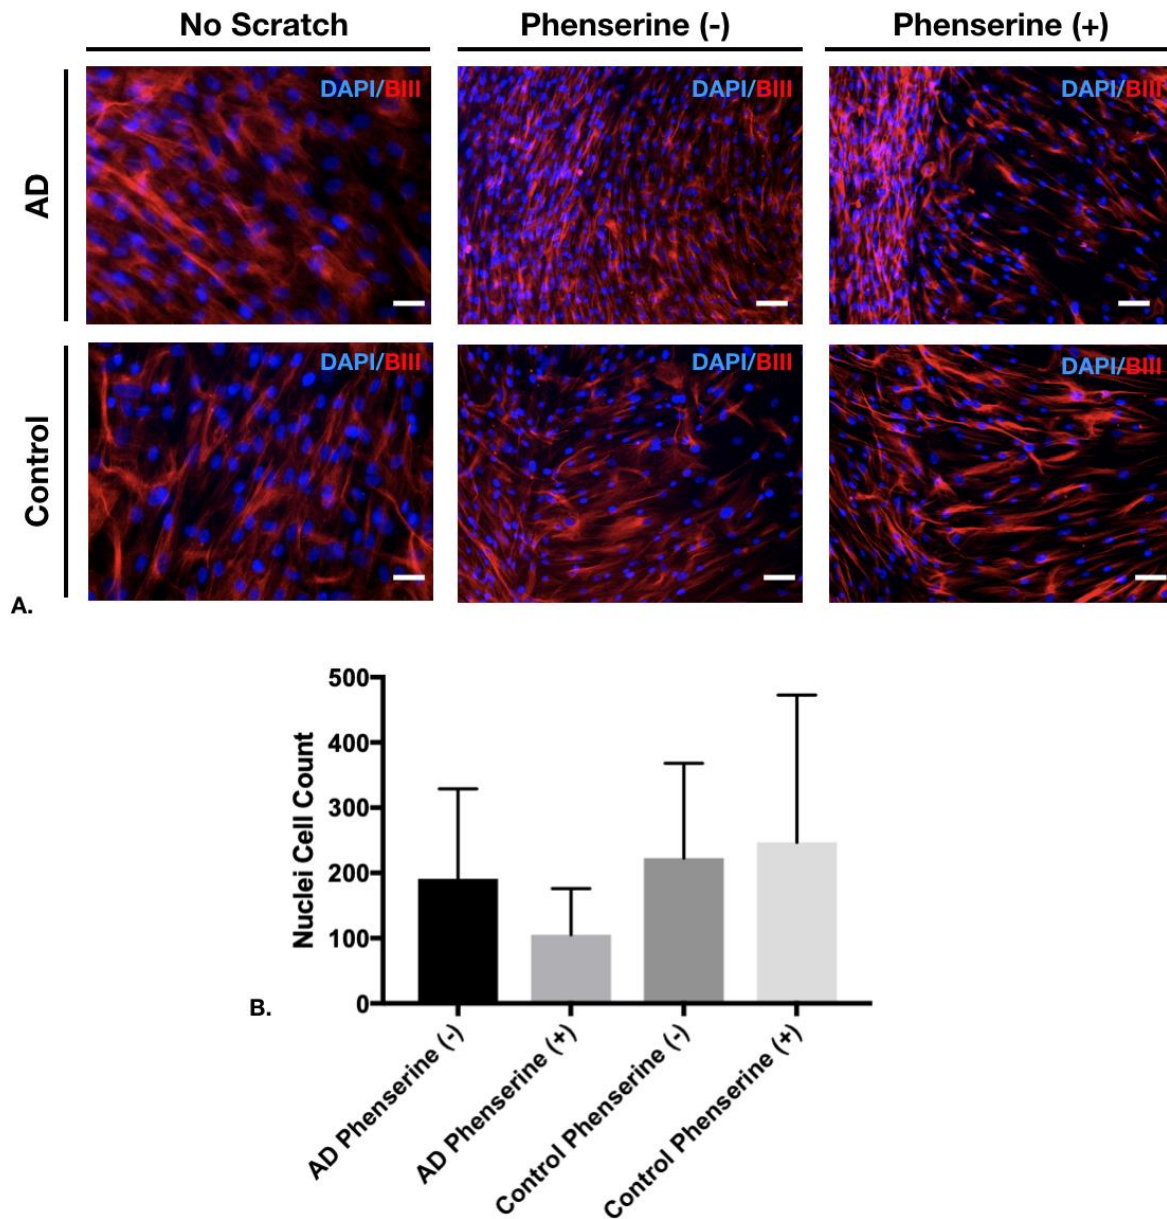 No Scratch
Phenserine (-)
Phenserine (+)
AD
DAPI/BIII
DAPI/BIII
DAPI/BIII
Control
DAPI/BIII
DAPI/BIII
DAPI/BIII
A.
Nuclei Cell Count
500
400
300
200
100
0
B.
AD Phenserine (-)
AD Phenserine (+)
Control Phenserine (-)
Control Phenserine (+)